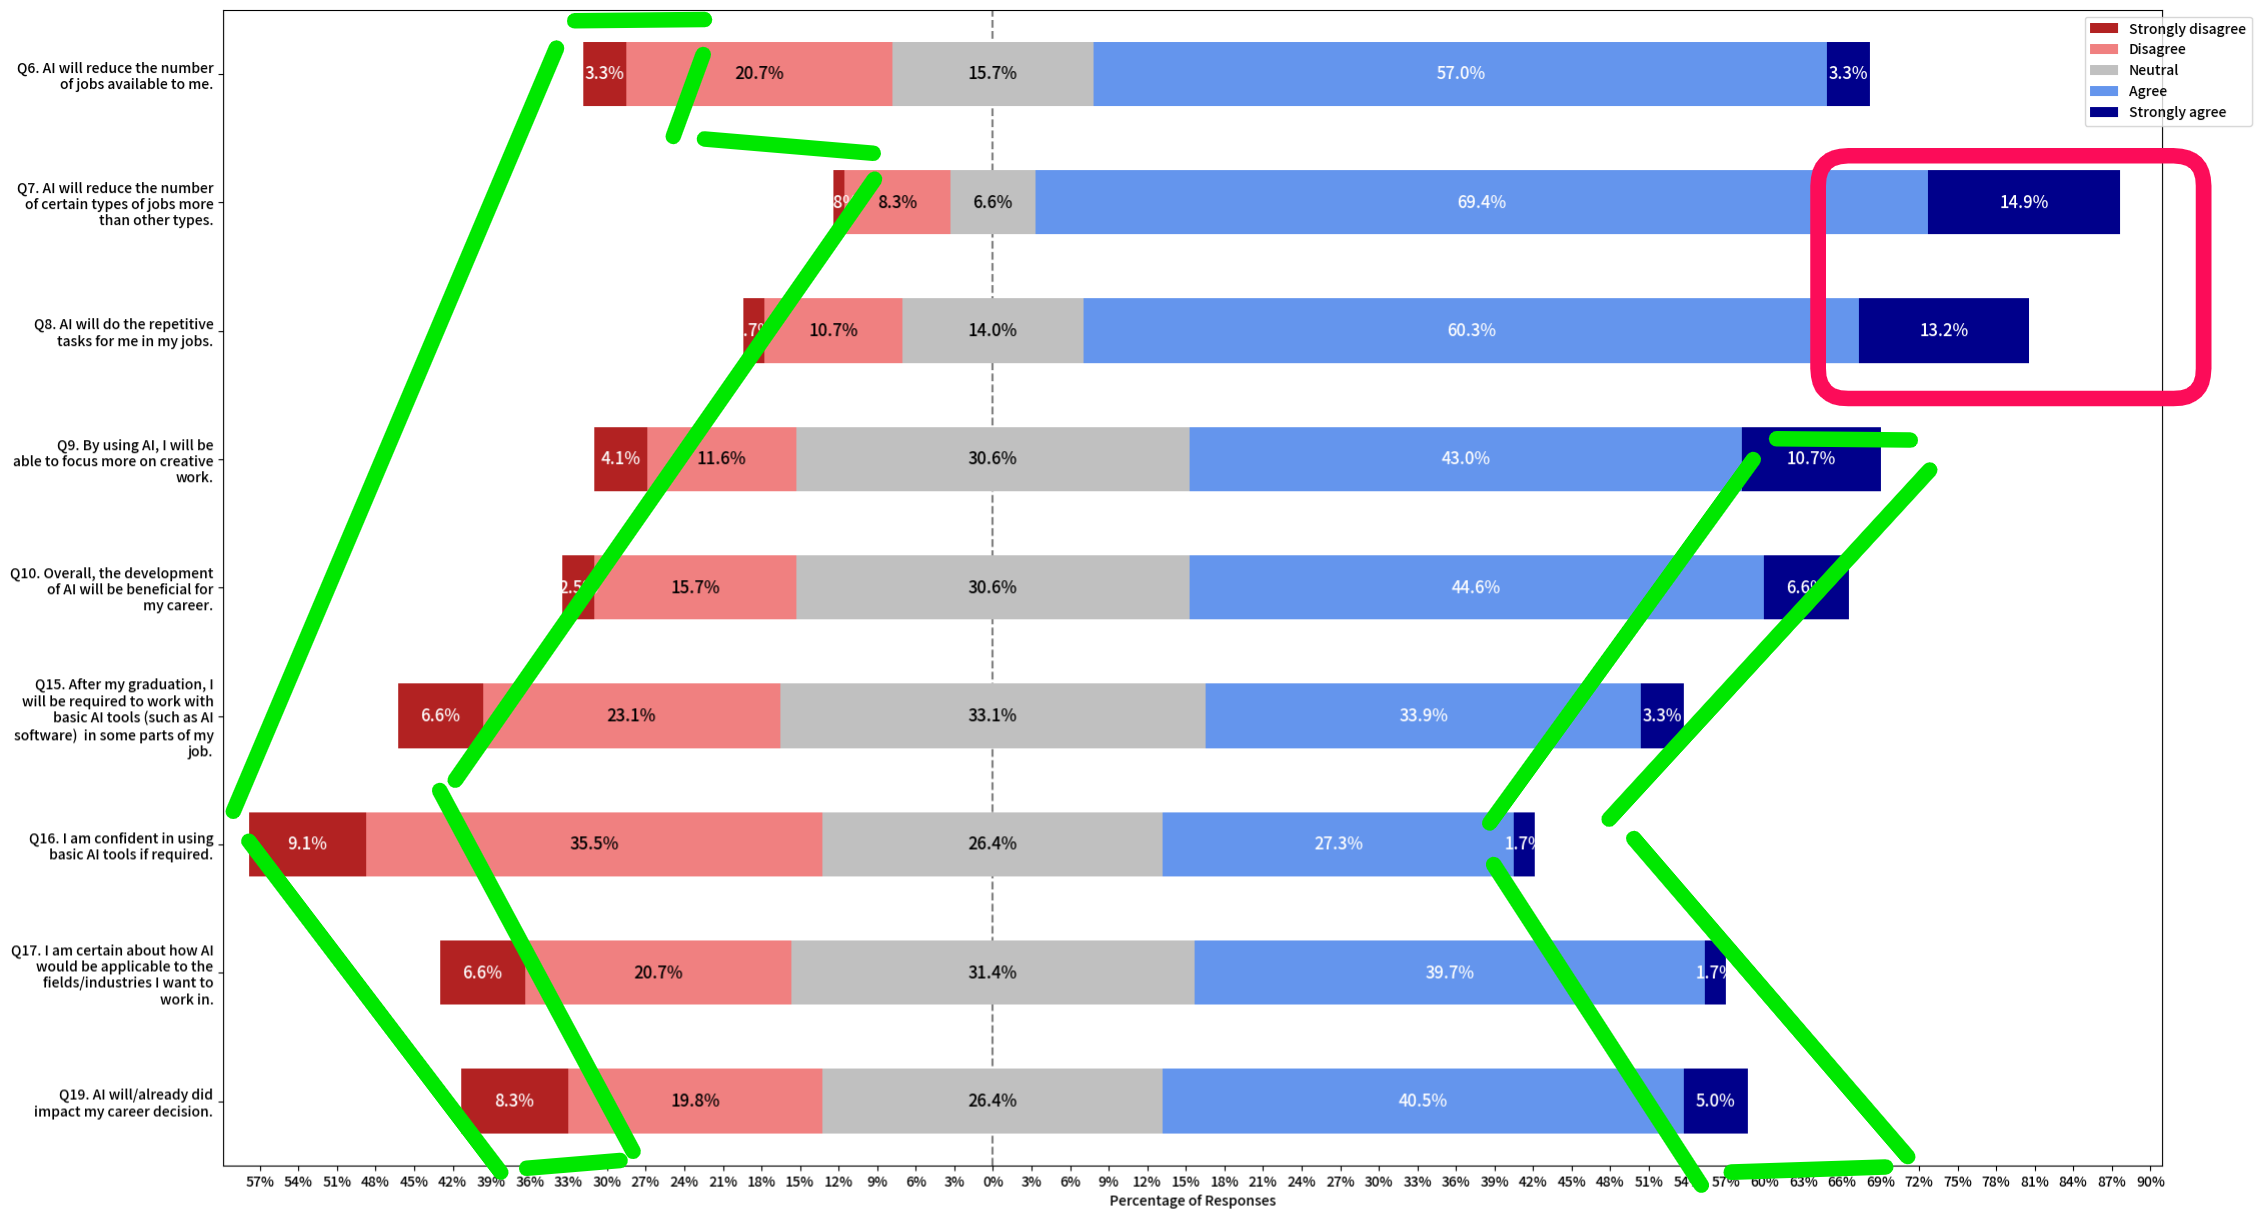 Strongly disagree
Disagree
Neutral
Agree
Strongly agree
Q6. AI will reduce the number
of jobs available to me.
3.3% 20.7% 15.7% 57.0% 3.3%
Q7. AI will reduce the number
of certain types of jobs more
than other types.
8.3% 6.6% 69.4% 14.9%
Q8. AI will do the repetitive
tasks for me in my jobs.
10.7% 14.0% 60.3% 13.2%
Q9. By using AI, I will be
able to focus more on creative
work.
4.1% 11.6% 30.6% 43.0% 10.7%
Q10. Overall, the development
of AI will be beneficial for
my career.
15.7% 30.6% 44.6% 6.6%
Q15. After my graduation, I
will be required to work with
basic AI tools (such as AI
software)  in some parts of my
job.
6.6% 23.1% 33.1% 33.9% 3.3%
Q16. I am confident in using
basic AI tools if required.
9.1% 35.5% 26.4% 27.3% 1.7%
Q17. I am certain about how AI
would be applicable to the
fields/industries I want to
work in.
6.6% 20.7% 31.4% 39.7% 1.7%
Q19. AI will/already did
impact my career decision.
8.3% 19.8% 26.4% 40.5% 5.0%
57% 54% 51% 48% 45% 42% 39% 36% 33% 30% 27% 24% 21% 18% 15% 12% 9% 6% 3% 0% 3% 6% 9% 12% 15% 18% 21% 24% 27% 30% 33% 36% 39% 42% 45% 48% 51% 54% 57% 60% 63% 66% 69% 72% 75% 78% 81% 84% 87% 90%
Percentage of Responses